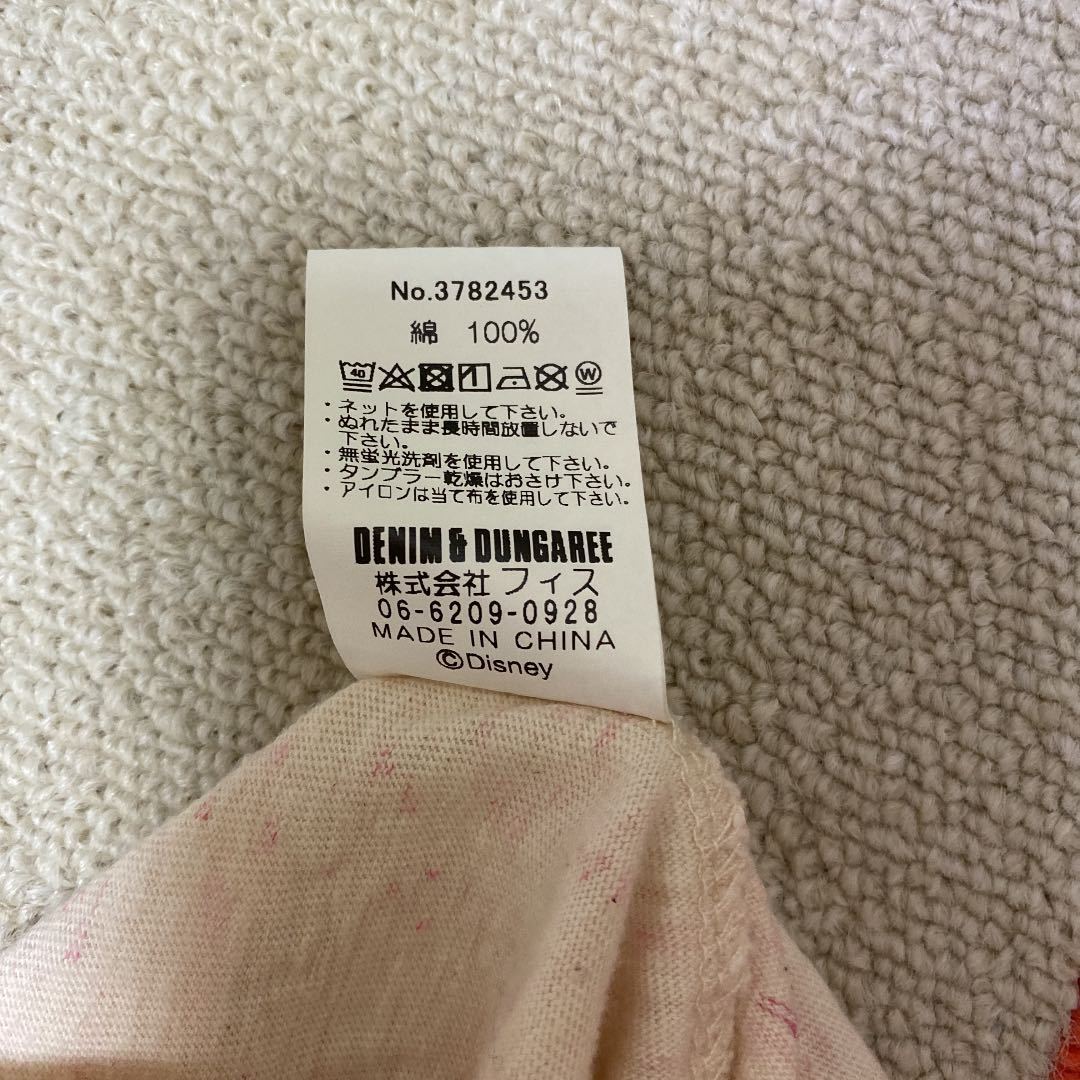 No.3782453
綿 100%
40 W
・ネットを使用して下さい。
・ぬれたまま長時間放置しないで
下さい。
・無蛍光洗剤を使用して下さい。
・タンブラー乾燥はおさけ下さい。
・アイロンは当て布を使用して下さい。
DENIM & DUNGAREE
株式会社 フィス
06-6209-0928
MADE IN CHINA
©Disney